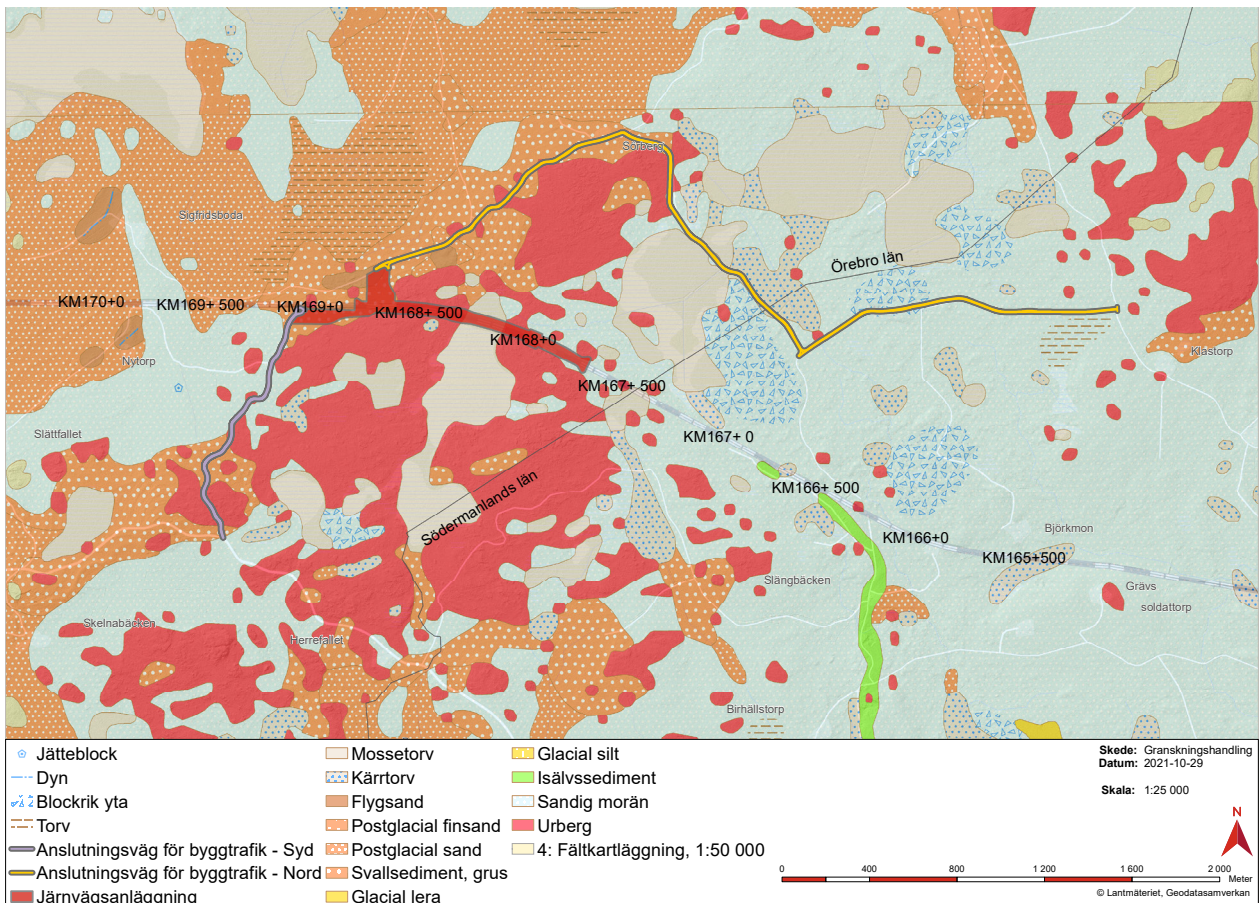 Sörberg
Sigfridsboda
Örebro län
KM170+0
KM169+ 500
KM169+0
KM168+ 500
KM168+0
Nytorp
Klastorp
KM167+ 500
Slättfallet
KM167+ 0
KM166+ 500
Södermanlands län
Björkmon
KM166+0
KM165+500
Slängbäcken
Grävs
soldattorp
Skelnabäcken
Herrefallet
Birhällstorp
Jätteblock
Dyn
Blockrik yta
Torv
Anslutningsväg för byggtrafik - Syd
Anslutningsväg för byggtrafik - Nord
Järnvägsanläggning
Mossetorv
Kärrtorv
Flygsand
Postglacial finsand
Postglacial sand
Svallsediment, grus
Glacial lera
Glacial silt
Isälvssediment
Sandig morän
Urberg
4: Fältkartläggning, 1:50 000
Skede: Granskningshandling
Datum: 2021-10-29
Skala: 1:25 000
N
0 400 800 1 200 1 600 2 000
Meter
© Lantmäteriet, Geodatasamverkan